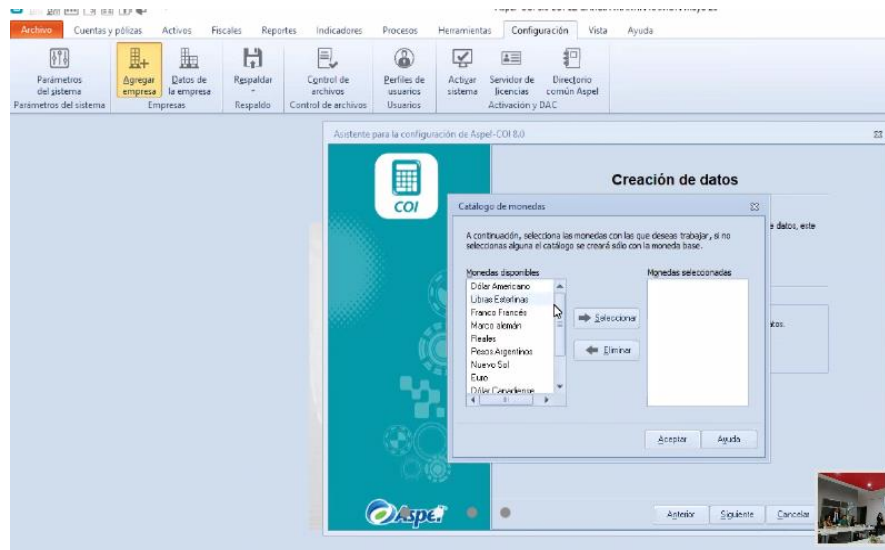 Archivo Cuentas y pólizas Activos Fiscales Reportes Indicadores Procesos Herramientas Configuración Vista Ayuda
Parámetros del sistema
Agregar empresa
Datos de la empresa
Respaldar
Control de archivos
Perfiles de usuarios
Activar sistema
Servidor de licencias
Directorio común Aspel
Parámetros del sistema Empresas Respaldo Control de archivos Usuarios Activación y DAC
Asistente para la configuración de Aspel-COI 8.0
COI
Creación de datos
e datos, este
Catálogo de monedas
A continuación, selecciona las monedas con las que deseas trabajar, si no
seleccionas alguna el catálogo se creará sólo con la moneda base.
Monedas disponibles
Dólar Americano
Libras Esterlinas
Franco Francés
Marco alemán
Reales
Pesos Argentinos
Nuevo Sol
Euro
Dólar Canadiense
Seleccionar
Eliminar
Monedas seleccionadas
atos.
Aceptar Ayuda
Aspel
Anterior Siguiente Cancelar